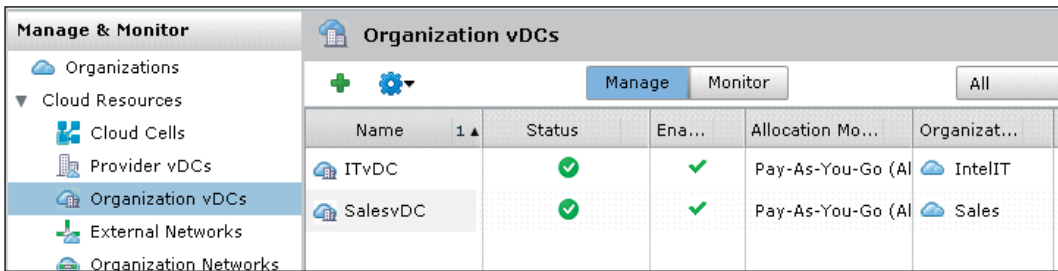 Manage & Monitor
Organizations
Cloud Resources
Cloud Cells
Provider vDCs
Organization vDCs
External Networks
Organization Networks
Organization vDCs
Manage Monitor All
Name 1 Status Ena... Allocation Mo... Organizat...
ITvDC Pay-As-You-Go (Al IntelIT
SalesvDC Pay-As-You-Go (Al Sales